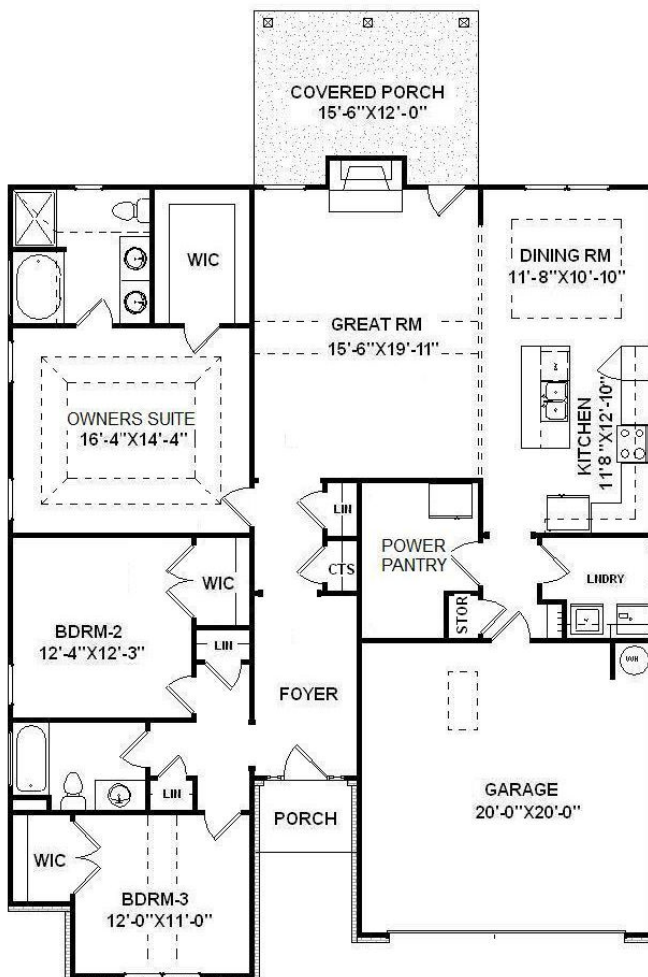 COVERED PORCH
15'-6"X12'-0"
WIC
DINING RM
11'-8"X10'-10"
GREAT RM
15'-6"X19'-11"
OWNERS SUITE
16'-4"X14'-4"
KITCHEN
11'8"X12'-10"
LIN
POWER
PANTRY
CTS
WIC
LNDRY
BDRM-2
12'-4"X12'-3"
STOR
LIN
WH
FOYER
LIN
GARAGE
20'-0"X20'-0"
PORCH
WIC
BDRM-3
12'-0"X11'-0"